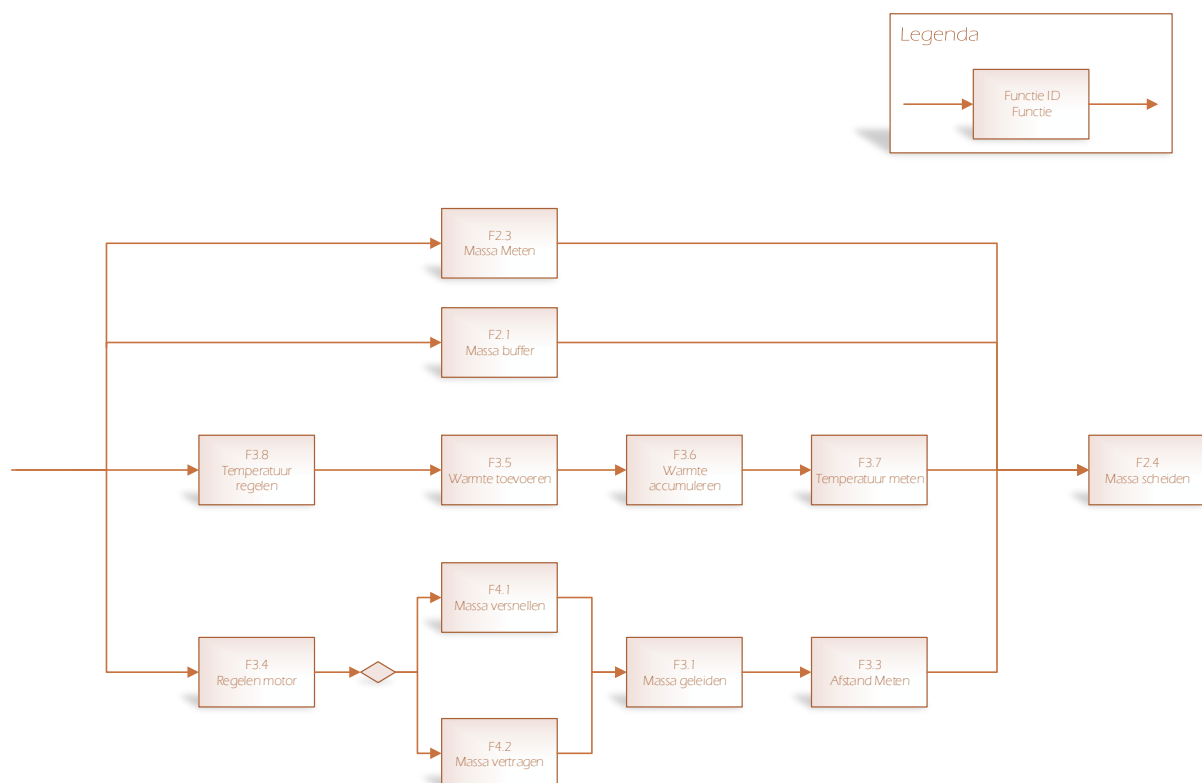 Legenda
Functie ID
Functie
F2.3
Massa Meten
F2.1
Massa buffer
F3.8
Temperatuur
regelen
F3.5
Warmte toevoeren
F3.6
Warmte
accumuleren
F3.7
Temperatuur meten
F2.4
Massa scheiden
F4.1
Massa versnellen
F3.4
Regelen motor
F3.1
Massa geleiden
F3.3
Afstand Meten
F4.2
Massa vertragen